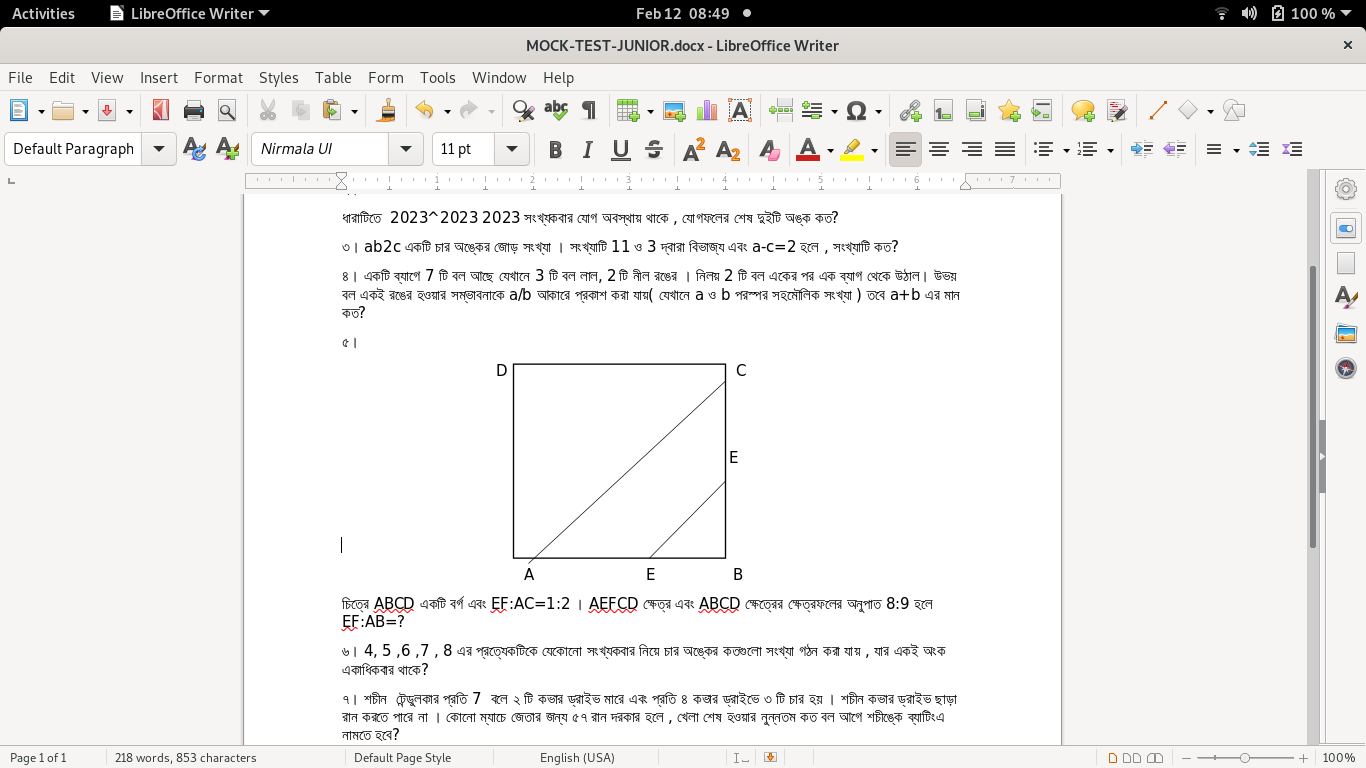 Activities LibreOffice Writer Feb 12 08:49 100 %
MOCK-TEST-JUNIOR.docx - LibreOffice Writer
File Edit View Insert Format Styles Table Form Tools Window Help
Default Paragraph Nirmala UI 11 pt
1 2 3 4 5 6 7
ধারাটিতে 2023^2023 2023 সংখ্যকবার যোগ অবস্থায় থাকে , যোগফলের শেষ দুইটি অঙ্ক কত?
৩। ab2c একটি চার অঙ্কের জোড় সংখ্যা । সংখ্যাটি 11 ও 3 দ্বারা বিভাজ্য এবং a-c=2 হলে , সংখ্যাটি কত?
৪। একটি ব্যাগে 7 টি বল আছে যেখানে 3 টি বল লাল, 2 টি নীল রঙের । নিলয় 2 টি বল একের পর এক ব্যাগ থেকে উঠাল। উভয়
বল একই রঙের হওয়ার সম্ভাবনাকে a/b আকারে প্রকাশ করা যায়( যেখানে a ও b পরস্পর সহমৌলিক সংখ্যা ) তবে a+b এর মান
কত?
৫।
D C
E
A E B
চিত্রে ABCD একটি বর্গ এবং EF:AC=1:2 । AEFCD ক্ষেত্র এবং ABCD ক্ষেত্রের ক্ষেত্রফলের অনুপাত 8:9 হলে
EF:AB=?
৬। 4, 5 ,6 ,7 , 8 এর প্রত্যেকটিকে যেকোনো সংখ্যকবার নিয়ে চার অঙ্কের কতগুলো সংখ্যা গঠন করা যায় , যার একই অংক
একাধিকবার থাকে?
৭। শচীন টেন্ডুলকার প্রতি 7 বলে ২ টি কভার ড্রাইভ মারে এবং প্রতি ৪ কভার ড্রাইভে ৩ টি চার হয় । শচীন কভার ড্রাইভ ছাড়া
রান করতে পারে না । কোনো ম্যাচে জেতার জন্য ৫৭ রান দরকার হলে , খেলা শেষ হওয়ার নুন্নতম কত বল আগে শচীঙ্কে ব্যাটিংএ
নামতে হবে?
Page 1 of 1 218 words, 853 characters Default Page Style English (USA) 100%